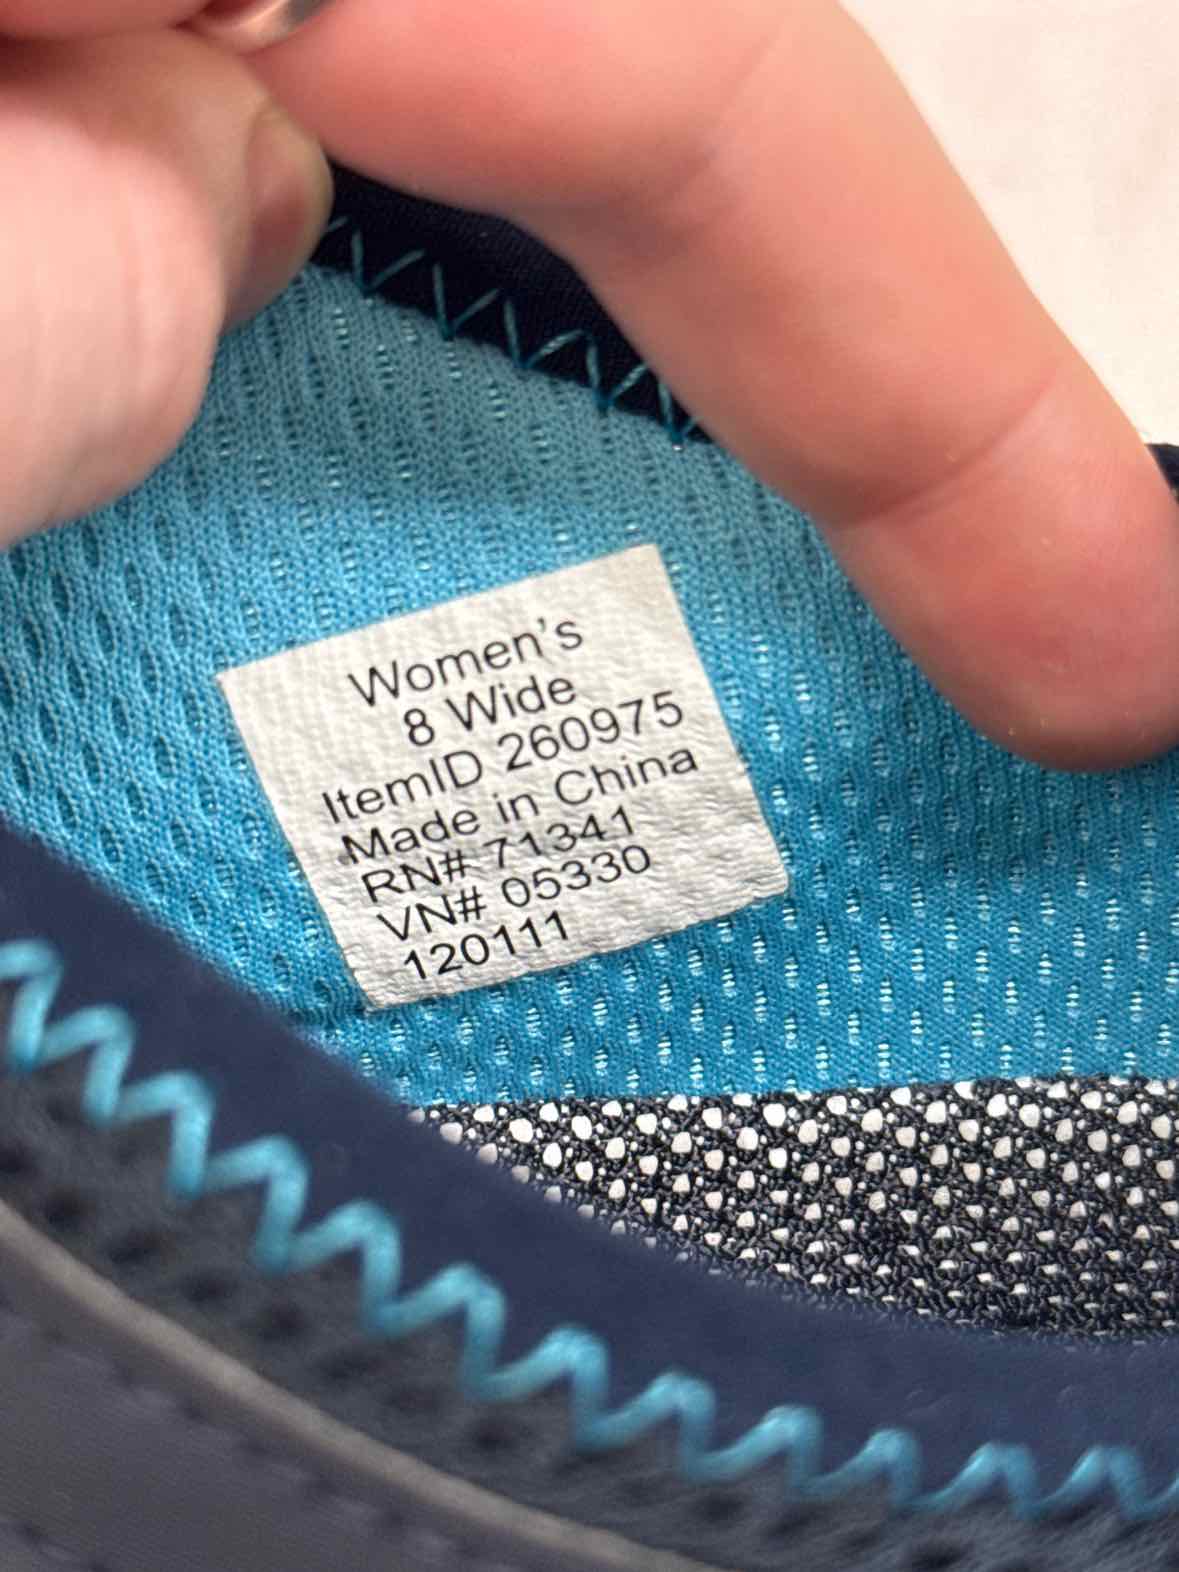 Women's
8 Wide
ItemID 260975
Made in China
RN# 71341
VN# 05330
120111